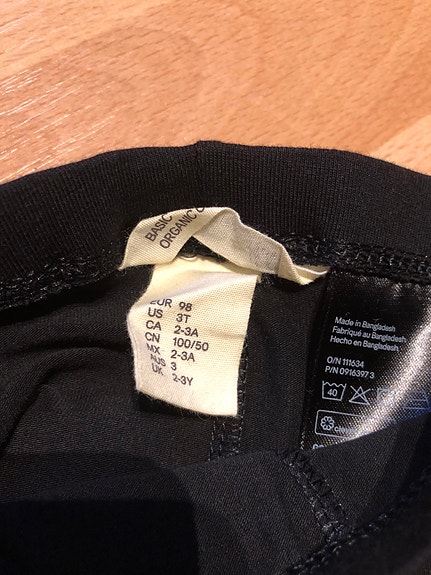 BASIC
ORGANIC C
EUR 98
US 3T
CA 2-3A
CN 100/50
MX 2-3A
AUS 3
UK 2-3Y
Made in Bangladesh
Fabriqué au Bangladesh
Hecho en Bangladesh
O/N 111634
P/N 09163973
40
cleve